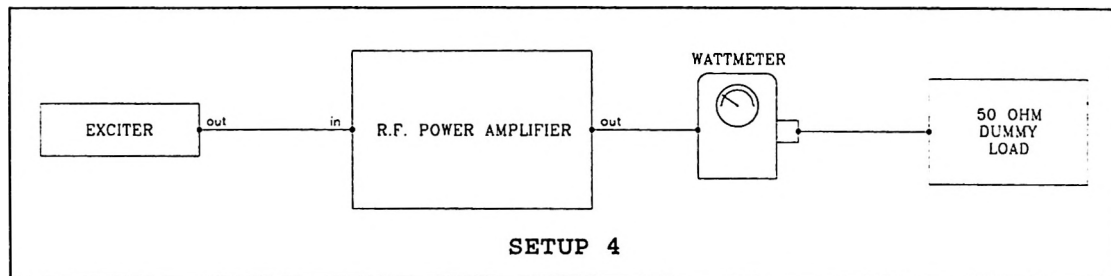 WATTMETER
EXCITER
out
in
R.F. POWER AMPLIFIER
out
50 OHM
DUMMY
LOAD
SETUP 4